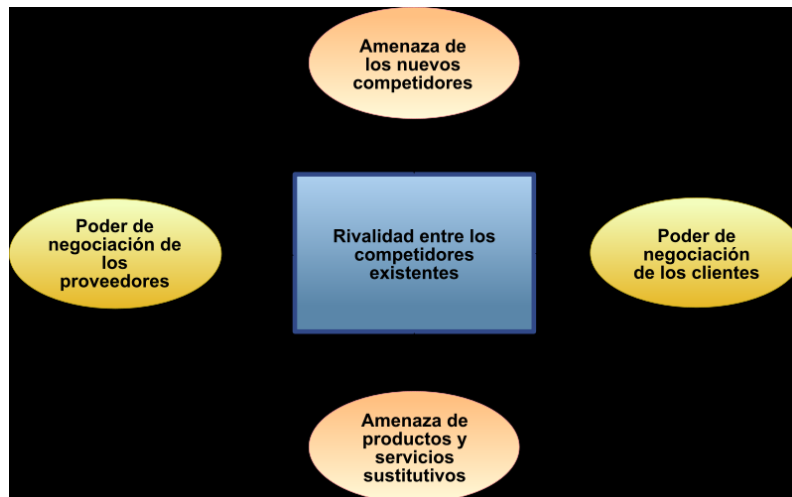 Amenaza de
los nuevos
competidores
Poder de
negociación de
los
proveedores
Rivalidad entre los
competidores
existentes
Poder de
negociación
de los clientes
Amenaza de
productos y
servicios
sustitutivos